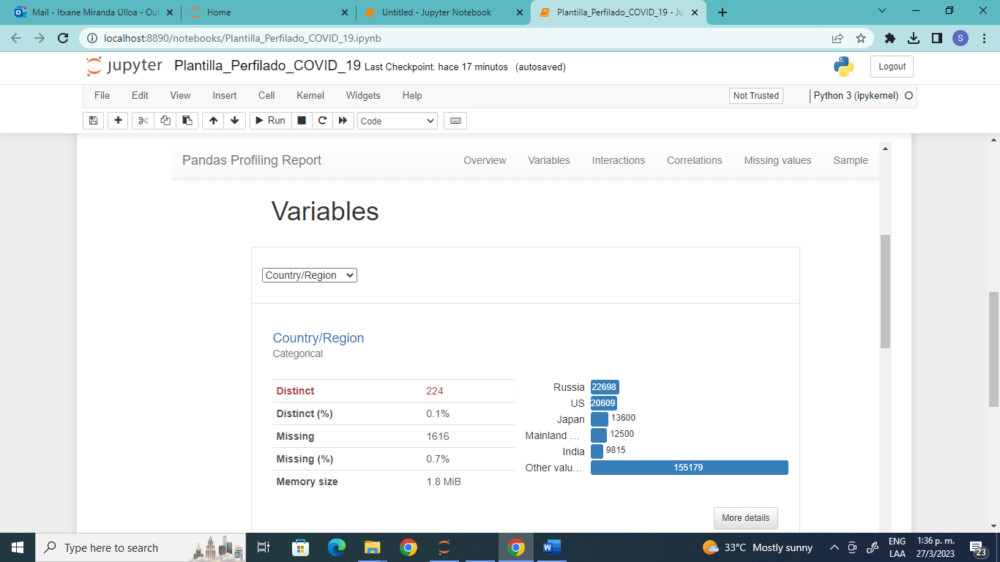 Mail - Itxane Miranda Ulloa - Out
Home
Untitled - Jupyter Notebook
Plantilla_Perfilado_COVID_19 - Ju
localhost:8890/notebooks/Plantilla_Perfilado_COVID_19.ipynb
S
jupyter Plantilla_Perfilado_COVID_19 Last Checkpoint: hace 17 minutos (autosaved)
Logout
File Edit View Insert Cell Kernel Widgets Help
Not Trusted
Python 3 (ipykernel)
Run
Code
Pandas Profiling Report
Overview Variables Interactions Correlations Missing values Sample
Variables
Country/Region
Country/Region
Categorical
Distinct 224
Distinct (%) 0.1%
Missing 1616
Missing (%) 0.7%
Memory size 1.8 MiB
Russia 22698
US 20609
Japan 13600
Mainland ... 12500
India 9815
Other valu... 155179
More details
Type here to search
33°C Mostly sunny
ENG
LAA
1:36 p. m.
27/3/2023
23